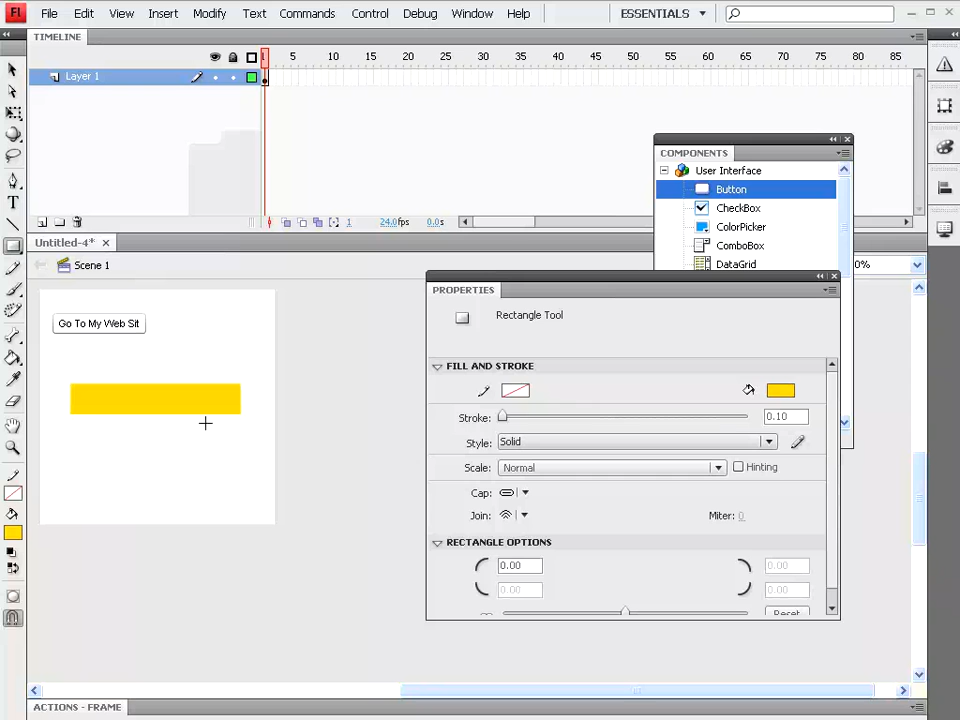 Fl File Edit View Insert Modify Text Commands Control Debug Window Help ESSENTIALS
TIMELINE
1 5 10 15 20 25 30 35 40 45 50 55 60 65 70 75 80 85
Layer 1
1 24.0fps 0.0s
Untitled-4*
Scene 1
0%
COMPONENTS
User Interface
Button
CheckBox
ColorPicker
ComboBox
DataGrid
Go To My Web Sit
PROPERTIES
Rectangle Tool
FILL AND STROKE
Stroke: 0.10
Style: Solid
Scale: Normal Hinting
Cap:
Join: Miter: 0
RECTANGLE OPTIONS
0.00 0.00
0.00 0.00
Reset
ACTIONS - FRAME